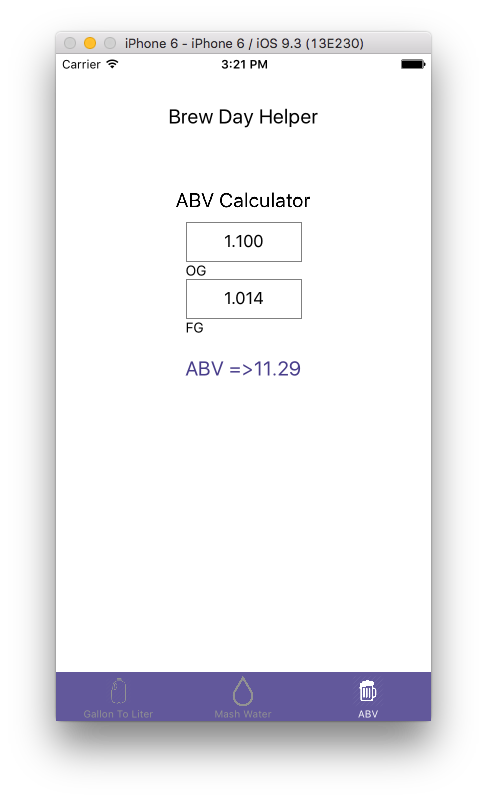 iPhone 6 - iPhone 6 / iOS 9.3 (13E230)
Carrier 3:21 PM
Brew Day Helper
ABV Calculator
1.100
OG
1.014
FG
ABV =>11.29
Gallon To Liter Mash Water ABV